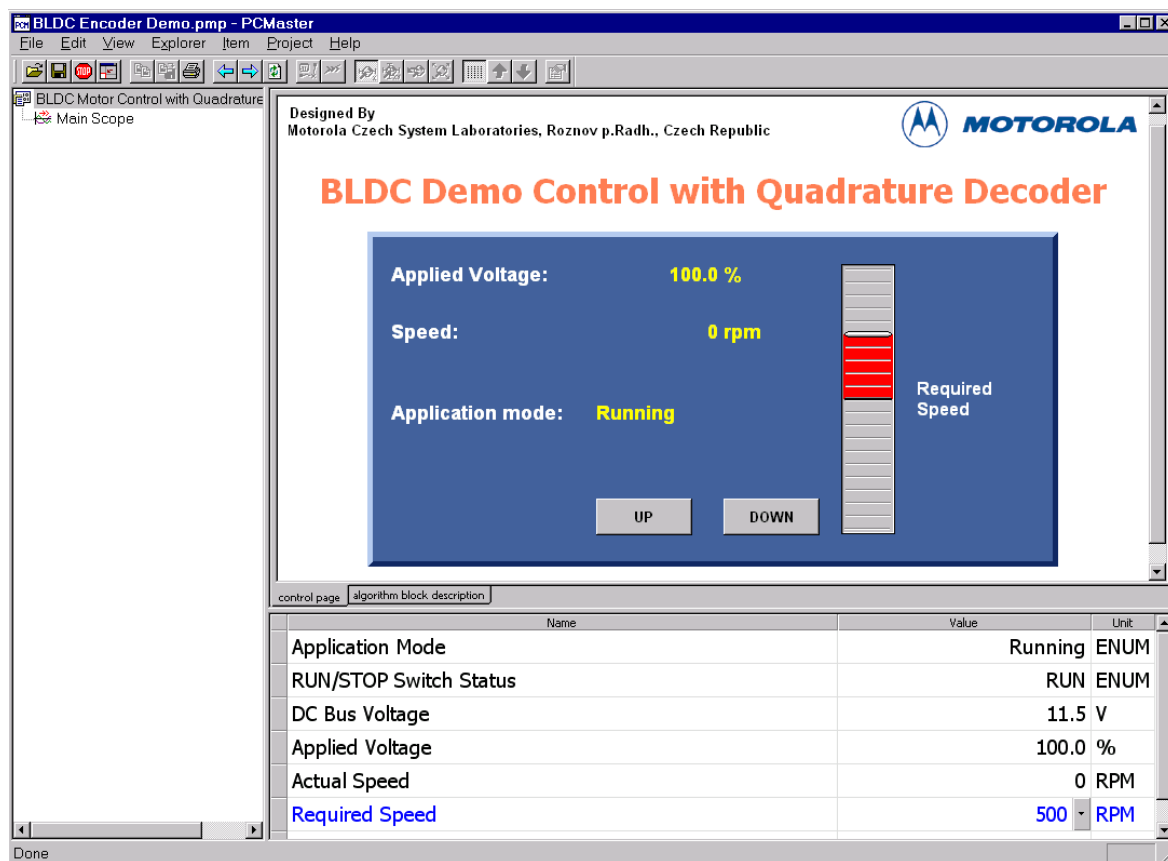 BLDC Encoder Demo.pmp - PCMaster
File Edit View Explorer Item Project Help
STOP
BLDC Motor Control with Quadrature
Main Scope
Designed By
Motorola Czech System Laboratories, Roznov p.Radh., Czech Republic
MOTOROLA
BLDC Demo Control with Quadrature Decoder
Applied Voltage: 100.0 %
Speed: 0 rpm
Application mode: Running
Required
Speed
UP DOWN
control page algorithm block description
Name Value Unit
Application Mode Running ENUM
RUN/STOP Switch Status RUN ENUM
DC Bus Voltage 11.5 V
Applied Voltage 100.0 %
Actual Speed 0 RPM
Required Speed 500 RPM
Done